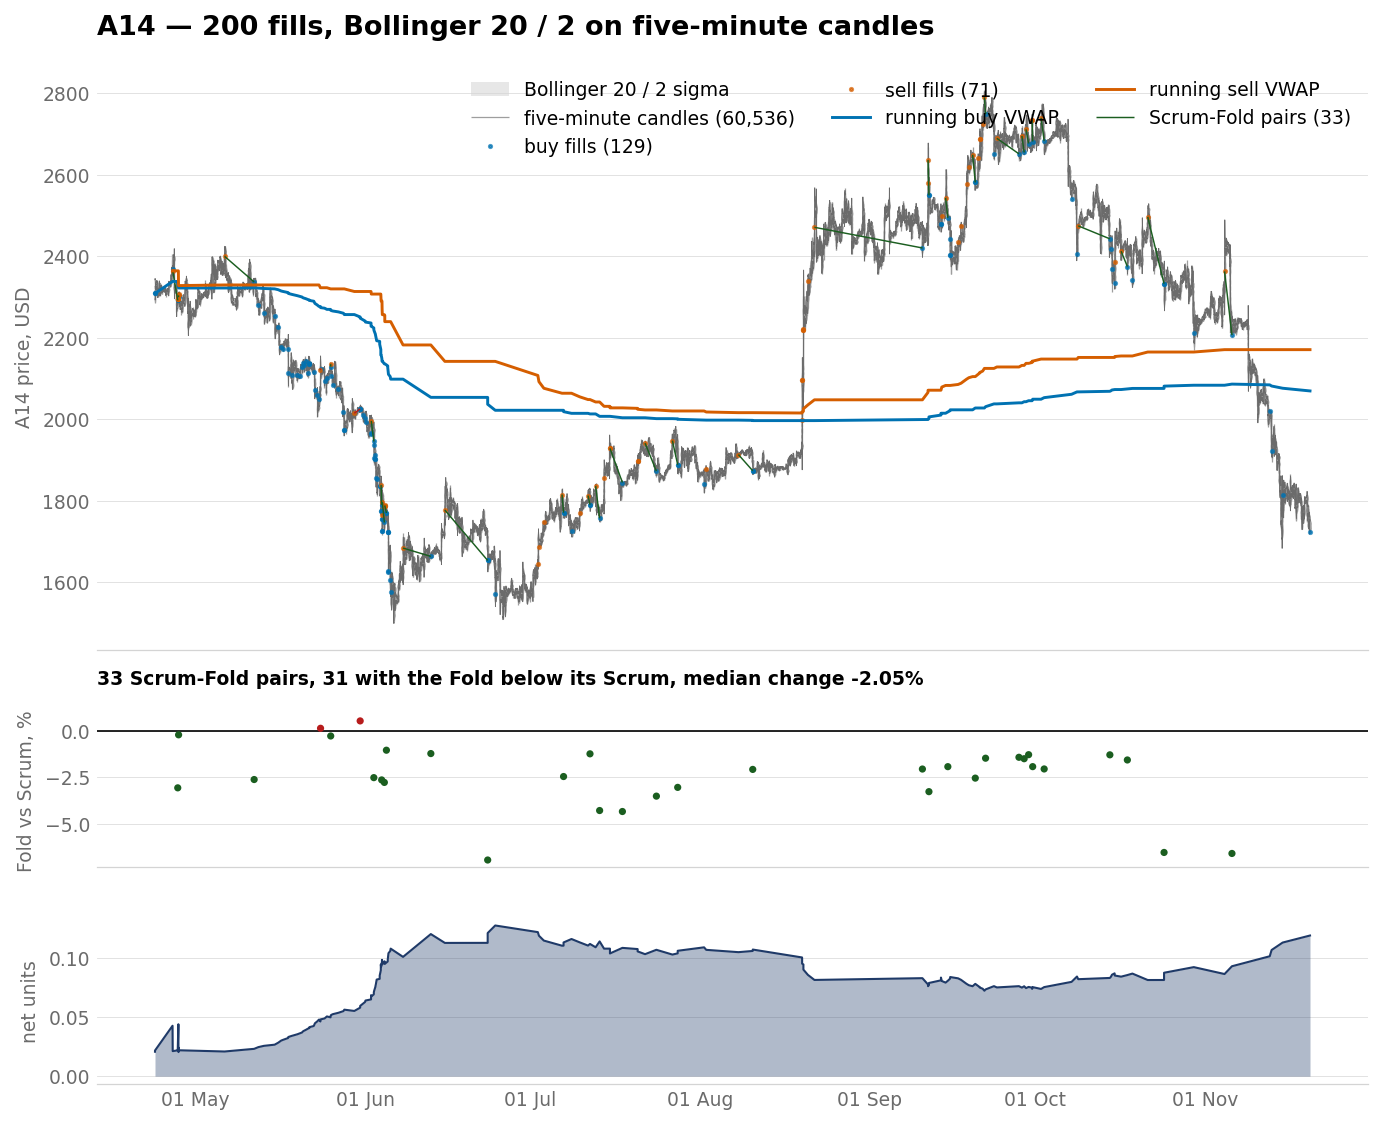 A14 — 200 fills, Bollinger 20 / 2 on five-minute candles
Bollinger 20 / 2 sigma
five-minute candles (60,536)
buy fills (129)
sell fills (71)
running buy VWAP
running sell VWAP
Scrum-Fold pairs (33)
A14 price, USD
2800
2600
2400
2200
2000
1800
1600
33 Scrum-Fold pairs, 31 with the Fold below its Scrum, median change -2.05%
Fold vs Scrum, %
0.0
−2.5
−5.0
net units
0.10
0.05
0.00
01 May
01 Jun
01 Jul
01 Aug
01 Sep
01 Oct
01 Nov